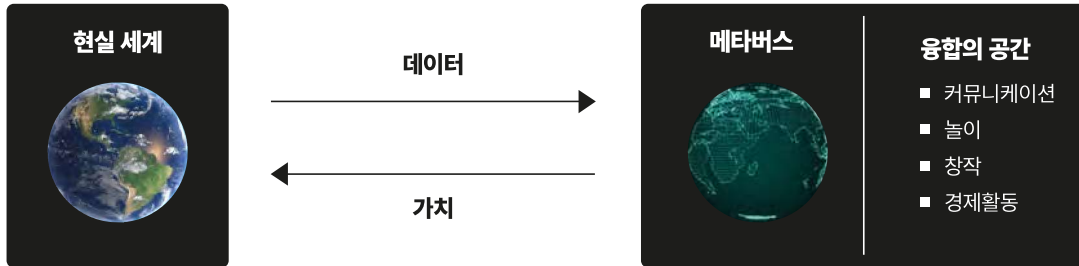 현실 세계
데이터
가치
메타버스
융합의 공간
커뮤니케이션
놀이
창작
경제활동